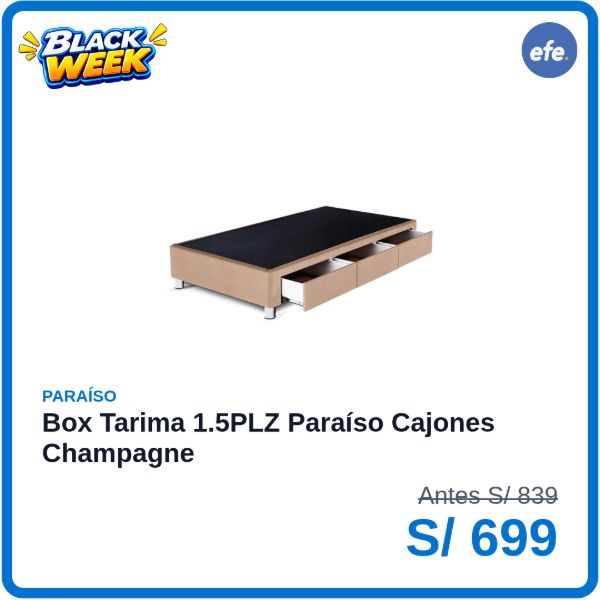 BLACK
WEEK
efe.
PARAÍSO
Box Tarima 1.5PLZ Paraíso Cajones
Champagne
Antes S/ 839
S/ 699